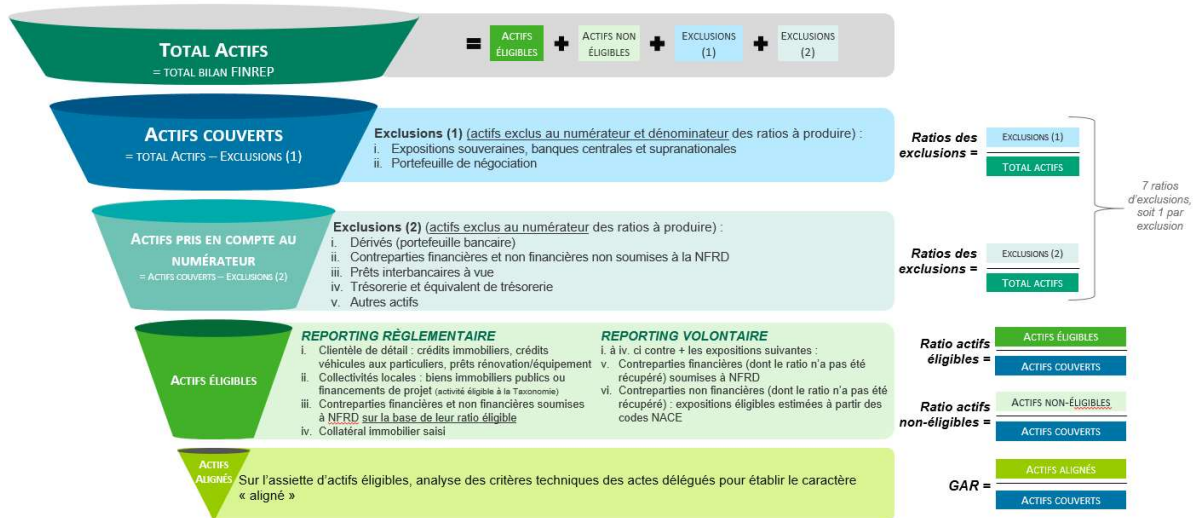 TOTAL ACTIFS
= TOTAL BILAN FINREP
= ACTIFS ÉLIGIBLES + ACTIFS NON ÉLIGIBLES + EXCLUSIONS (1) + EXCLUSIONS (2)
ACTIFS COUVERTS
= TOTAL ACTIFS – EXCLUSIONS (1)
Exclusions (1) (actifs exclus au numérateur et dénominateur des ratios à produire) :
i. Expositions souveraines, banques centrales et supranationales
ii. Portefeuille de négociation
Ratios des
exclusions =
EXCLUSIONS (1)
TOTAL ACTIFS
7 ratios
d'exclusions,
soit 1 par
exclusion
ACTIFS PRIS EN COMPTE AU
NUMÉRATEUR
= ACTIFS COUVERTS – EXCLUSIONS (2)
Exclusions (2) (actifs exclus au numérateur des ratios à produire) :
i. Dérivés (portefeuille bancaire)
ii. Contreparties financières et non financières non soumises à la NFRD
iii. Prêts interbancaires à vue
iv. Trésorerie et équivalent de trésorerie
v. Autres actifs
Ratios des
exclusions =
EXCLUSIONS (2)
TOTAL ACTIFS
ACTIFS ÉLIGIBLES
REPORTING RÈGLEMENTAIRE
i. Clientèle de détail : crédits immobiliers, crédits
véhicules aux particuliers, prêts rénovation/équipement
ii. Collectivités locales : biens immobiliers publics ou
financements de projet (activité éligible à la Taxonomie)
iii. Contreparties financières et non financières soumises
à NFRD sur la base de leur ratio éligible
iv. Collatéral immobilier saisi
REPORTING VOLONTAIRE
i. à iv. ci contre + les expositions suivantes :
v. Contreparties financières (dont le ratio n'a pas été
récupéré) soumises à NFRD
vi. Contreparties non financières (dont le ratio n'a pas été
récupéré) : expositions éligibles estimées à partir des
codes NACE
Ratio actifs
éligibles =
ACTIFS ÉLIGIBLES
ACTIFS COUVERTS
Ratio actifs
non-éligibles =
ACTIFS NON-ÉLIGIBLES
ACTIFS COUVERTS
ACTIFS
ALIGNÉS
Sur l'assiette d'actifs éligibles, analyse des critères techniques des actes délégués pour établir le caractère
« aligné »
GAR =
ACTIFS ALIGNÉS
ACTIFS COUVERTS